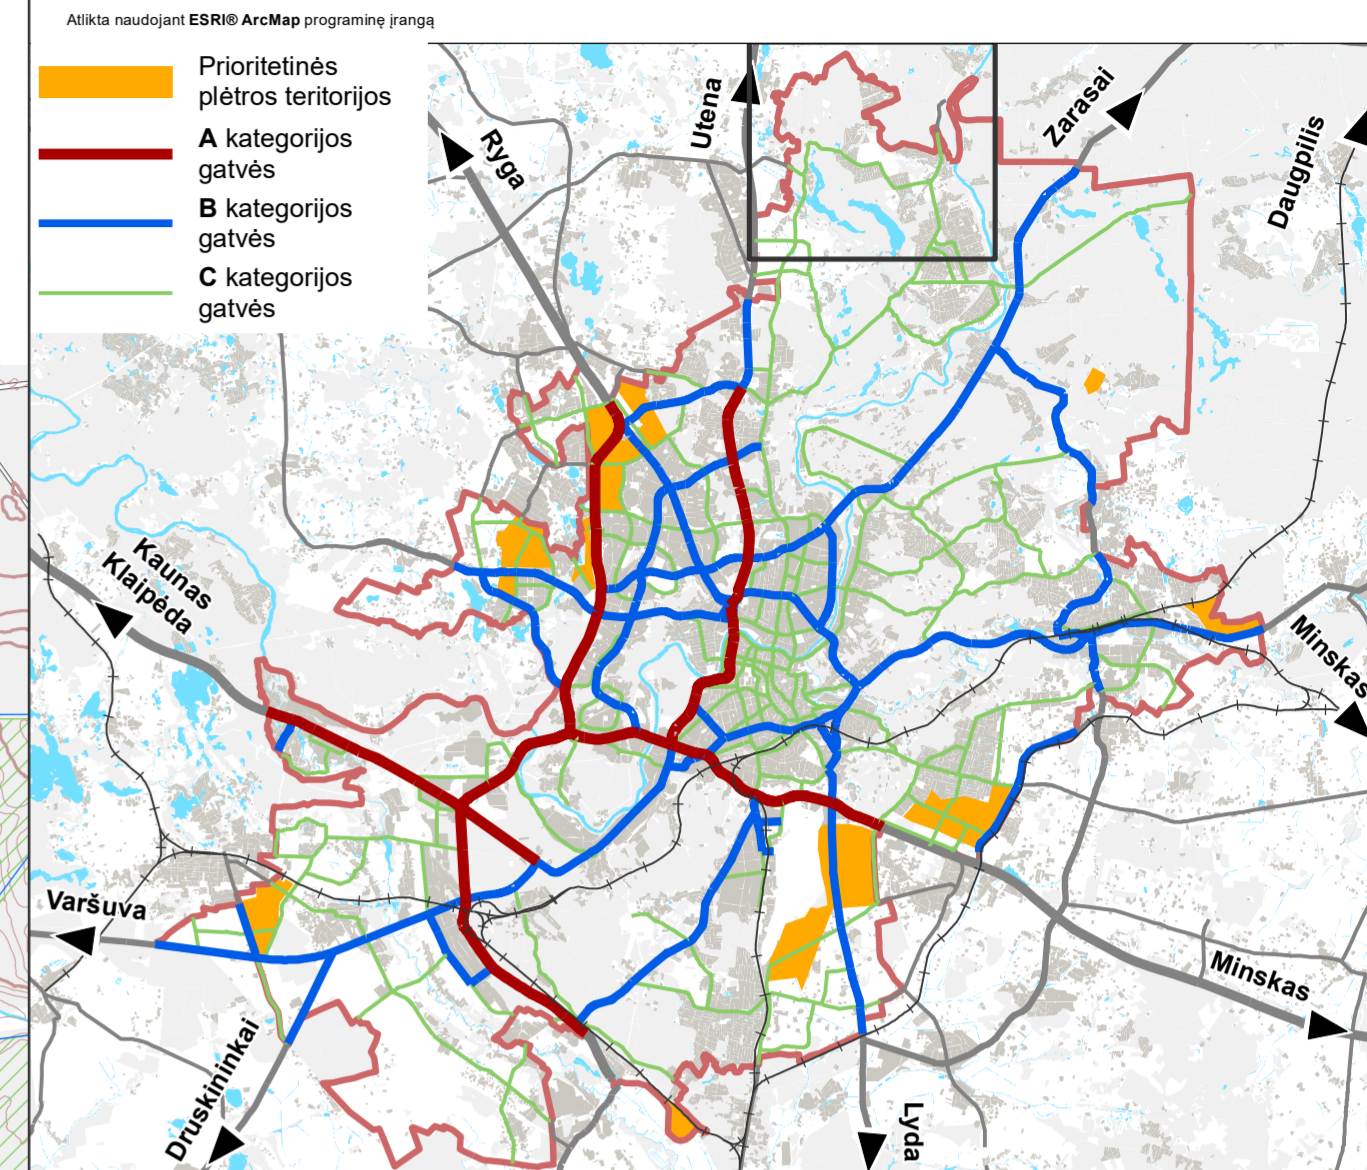 Atlikta naudojant ESRI® ArcMap programinę įrangą
Prioritetinės
plėtros teritorijos
A kategorijos
gatvės
B kategorijos
gatvės
C kategorijos
gatvės
Ryga
Utena
Zarasai
Daugpilis
Kaunas
Klaipėda
Minskas
Varšuva
Minskas
Druskininkai
Lyda